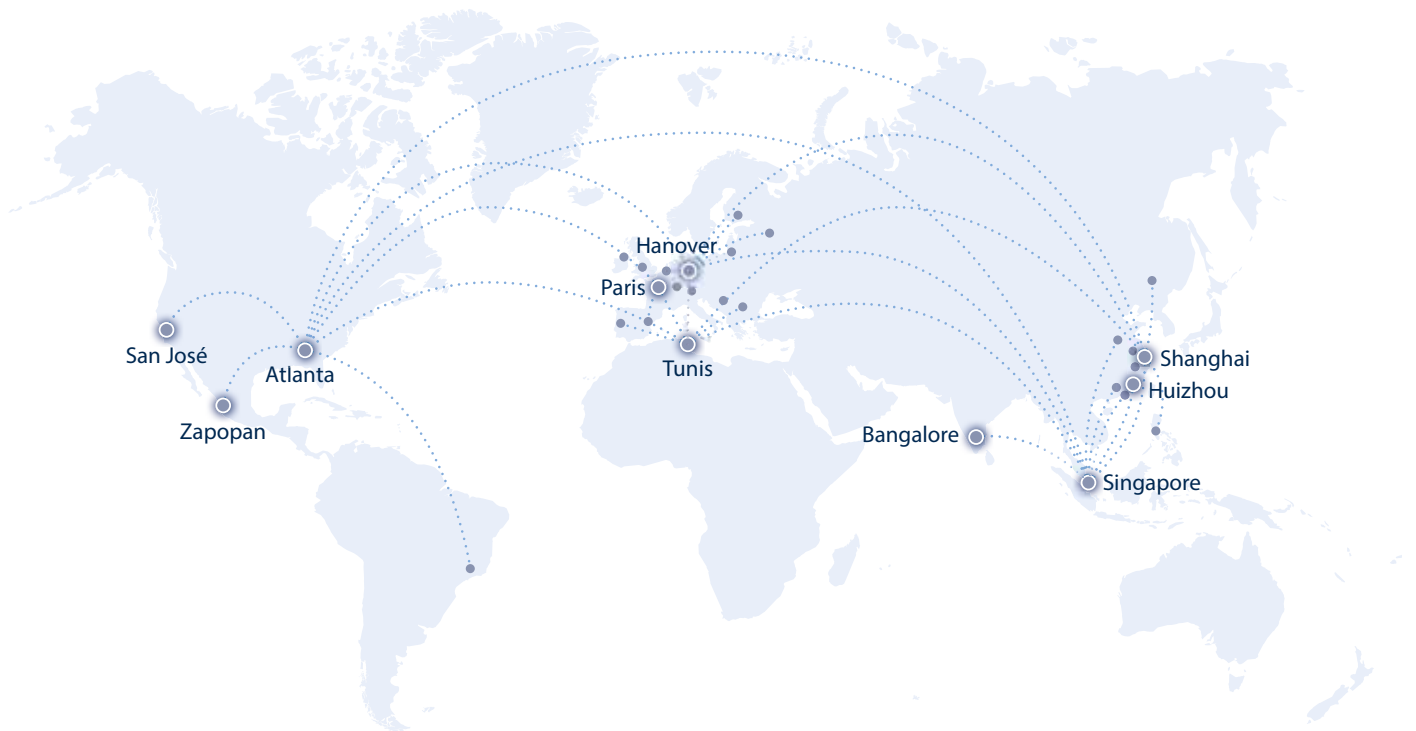 Hanover
Paris
San José
Atlanta
Tunis
Shanghai
Huizhou
Zapopan
Bangalore
Singapore